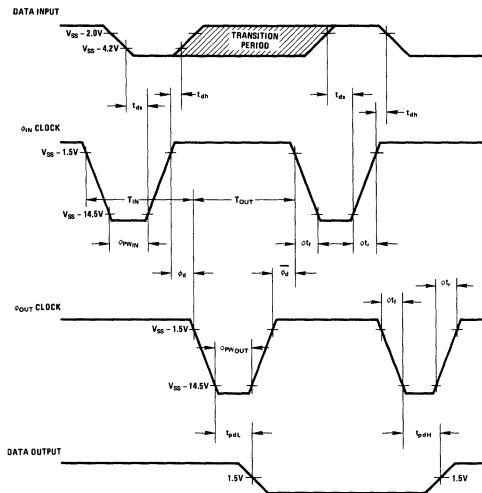 DATA INPUT
VSS – 2.0V
VSS – 4.2V
TRANSITION
PERIOD
tds
tdh
tds
tdh
ϕIN CLOCK
VSS – 1.5V
TIN
TOUT
VSS – 14.5V
ϕPWIN
ϕtf
ϕtr
ϕd
ϕ̅d
ϕtf
ϕtr
ϕOUT CLOCK
VSS – 1.5V
ϕPWOUT
VSS – 14.5V
tpdL
tpdH
DATA OUTPUT
1.5V
1.5V